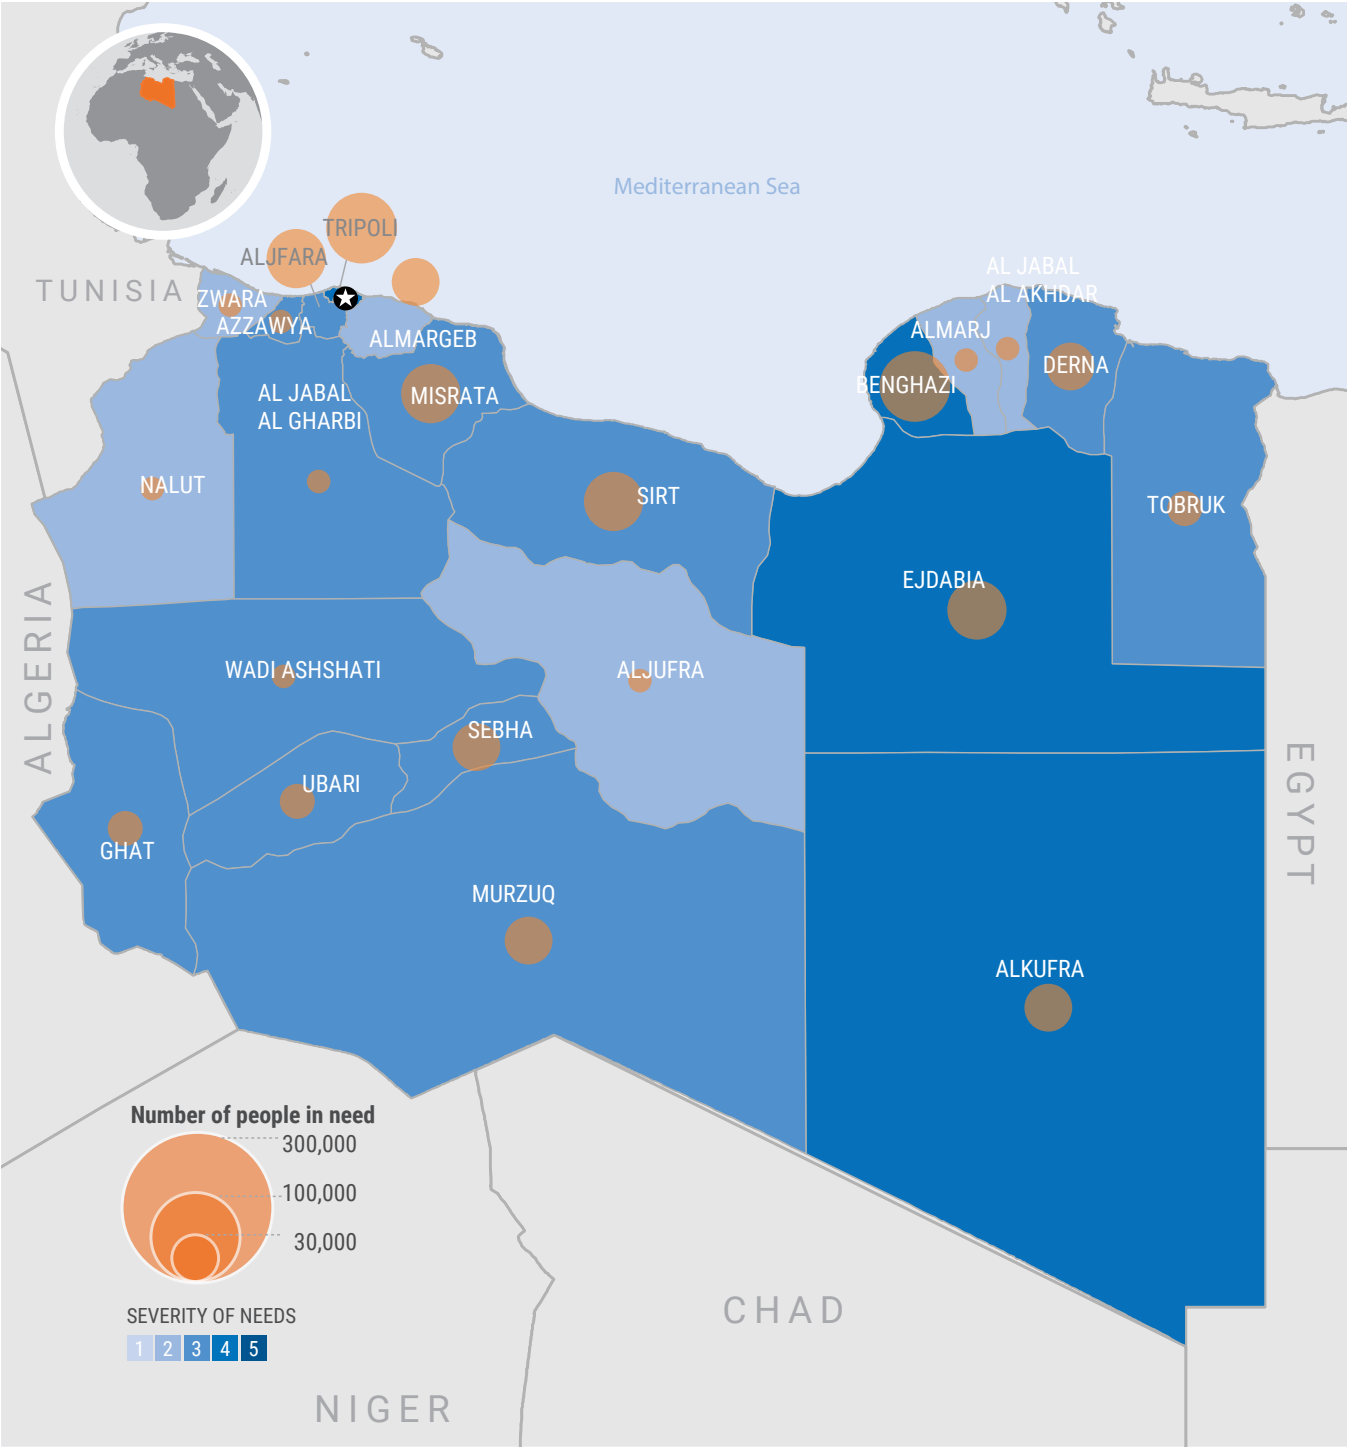 Mediterranean Sea
TRIPOLI
ALJFARA
TUNISIA
ZWARA
AZZAWYA
ALMARGEB
AL JABAL
AL AKHDAR
ALMARJ
DERNA
BENGHAZI
AL JABAL
AL GHARBI
MISRATA
NALUT
SIRT
TOBRUK
EJDABIA
ALGERIA
WADI ASHSHATI
ALJUFRA
SEBHA
UBARI
EGYPT
GHAT
MURZUQ
ALKUFRA
Number of people in need
300,000
100,000
30,000
SEVERITY OF NEEDS
1 2 3 4 5
CHAD
NIGER